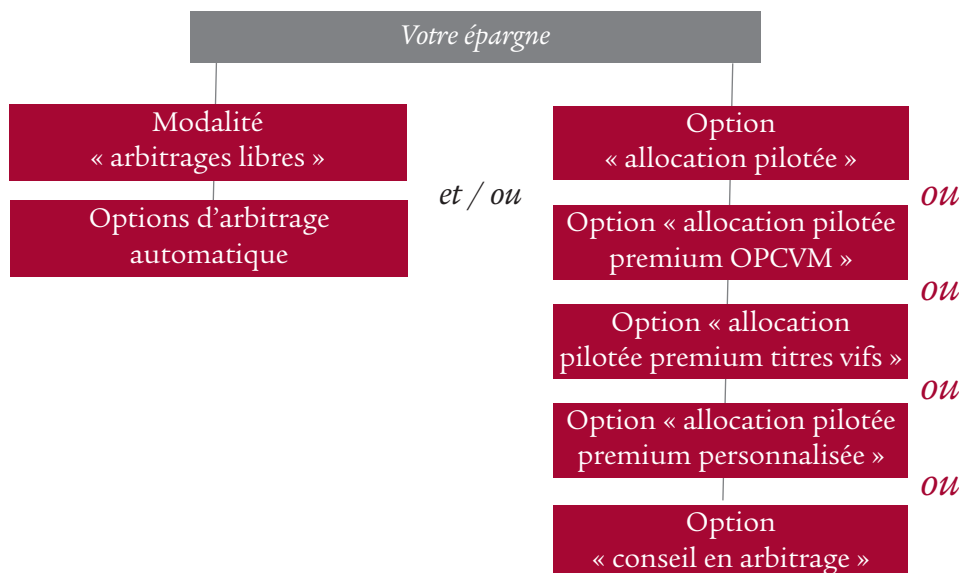 Votre épargne
Modalité
« arbitrages libres »
Options d'arbitrage
automatique
et / ou
Option
« allocation pilotée »
ou
Option « allocation pilotée
premium OPCVM »
ou
Option « allocation
pilotée premium titres vifs »
ou
Option « allocation pilotée
premium personnalisée »
ou
Option
« conseil en arbitrage »